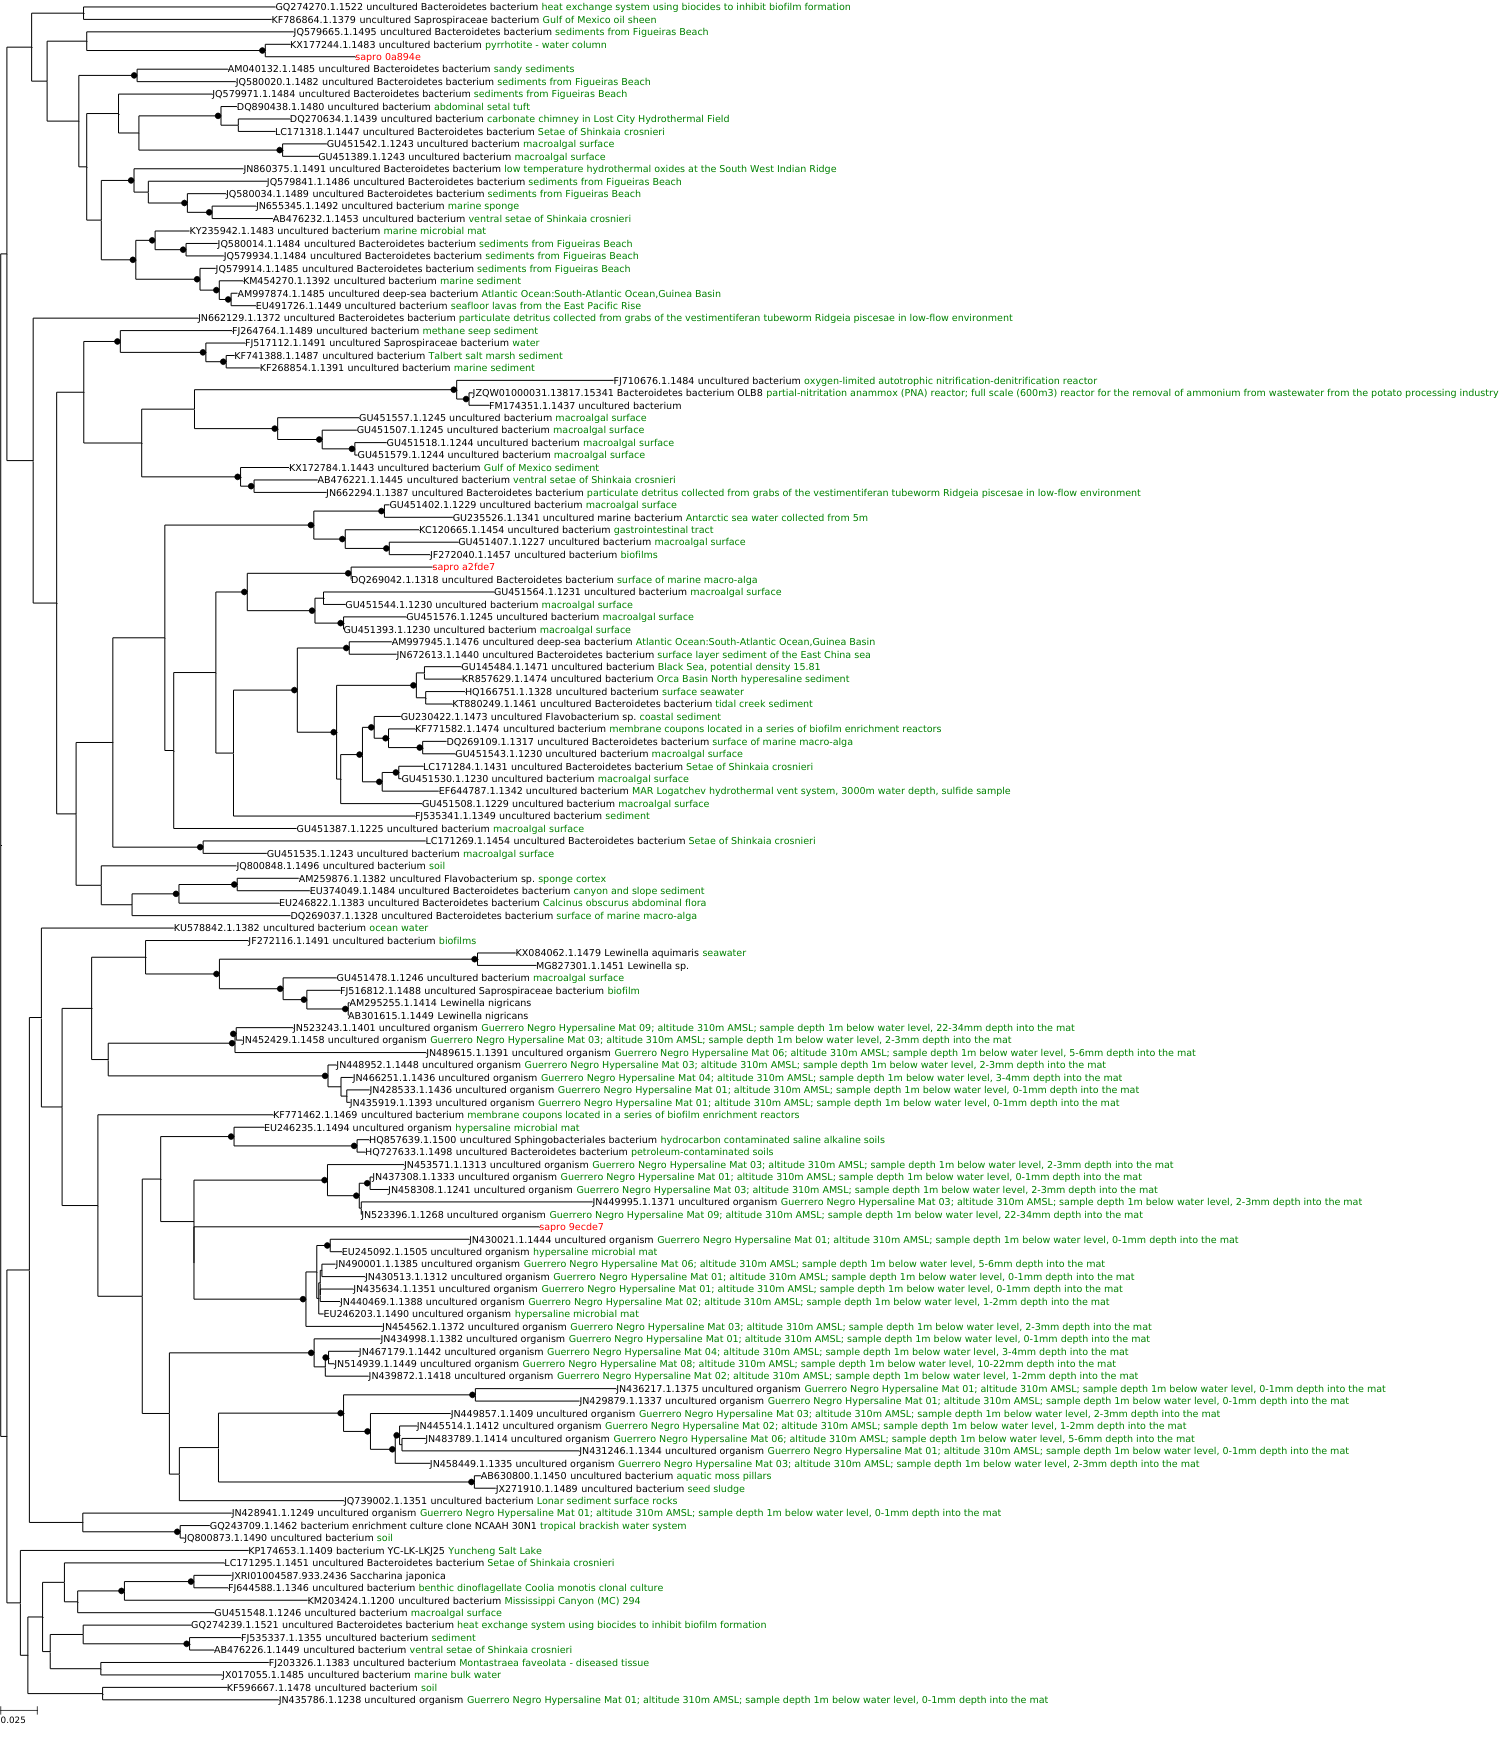 GQ274270.1.1522 uncultured Bacteroidetes bacterium heat exchange system using biocides to inhibit biofilm formation
KF786864.1.1379 uncultured Saprospiraceae bacterium Gulf of Mexico oil sheen
JQ579665.1.1495 uncultured Bacteroidetes bacterium sediments from Figueiras Beach
KX177244.1.1483 uncultured bacterium pyrrhotite - water column
sapro 0a894e
AM040132.1.1485 uncultured Bacteroidetes bacterium sandy sediments
JQ580020.1.1482 uncultured Bacteroidetes bacterium sediments from Figueiras Beach
JQ579971.1.1484 uncultured Bacteroidetes bacterium sediments from Figueiras Beach
DQ890438.1.1480 uncultured bacterium abdominal setal tuft
DQ270634.1.1439 uncultured bacterium carbonate chimney in Lost City Hydrothermal Field
LC171318.1.1447 uncultured Bacteroidetes bacterium Setae of Shinkaia crosnieri
GU451542.1.1243 uncultured bacterium macroalgal surface
GU451389.1.1243 uncultured bacterium macroalgal surface
JN860375.1.1491 uncultured Bacteroidetes bacterium low temperature hydrothermal oxides at the South West Indian Ridge
JQ579841.1.1486 uncultured Bacteroidetes bacterium sediments from Figueiras Beach
JQ580034.1.1489 uncultured Bacteroidetes bacterium sediments from Figueiras Beach
JN655345.1.1492 uncultured bacterium marine sponge
AB476232.1.1453 uncultured bacterium ventral setae of Shinkaia crosnieri
KY235942.1.1483 uncultured bacterium marine microbial mat
JQ580014.1.1484 uncultured Bacteroidetes bacterium sediments from Figueiras Beach
JQ579934.1.1484 uncultured Bacteroidetes bacterium sediments from Figueiras Beach
JQ579914.1.1485 uncultured Bacteroidetes bacterium sediments from Figueiras Beach
KM454270.1.1392 uncultured bacterium marine sediment
AM997874.1.1485 uncultured deep-sea bacterium Atlantic Ocean:South-Atlantic Ocean,Guinea Basin
EU491726.1.1449 uncultured bacterium seafloor lavas from the East Pacific Rise
JN662129.1.1372 uncultured Bacteroidetes bacterium particulate detritus collected from grabs of the vestimentiferan tubeworm Ridgeia piscesae in low-flow environment
FJ264764.1.1489 uncultured bacterium methane seep sediment
FJ517112.1.1491 uncultured Saprospiraceae bacterium water
KF741388.1.1487 uncultured bacterium Talbert salt marsh sediment
KF268854.1.1391 uncultured bacterium marine sediment
FJ710676.1.1484 uncultured bacterium oxygen-limited autotrophic nitrification-denitrification reactor
JZQW01000031.13817.15341 Bacteroidetes bacterium OLB8 partial-nitritation anammox (PNA) reactor; full scale (600m3) reactor for the removal of ammonium from wastewater from the potato processing industry
FM174351.1.1437 uncultured bacterium
GU451557.1.1245 uncultured bacterium macroalgal surface
GU451507.1.1245 uncultured bacterium macroalgal surface
GU451518.1.1244 uncultured bacterium macroalgal surface
GU451579.1.1244 uncultured bacterium macroalgal surface
KX172784.1.1443 uncultured bacterium Gulf of Mexico sediment
AB476221.1.1445 uncultured bacterium ventral setae of Shinkaia crosnieri
JN662294.1.1387 uncultured Bacteroidetes bacterium particulate detritus collected from grabs of the vestimentiferan tubeworm Ridgeia piscesae in low-flow environment
GU451402.1.1229 uncultured bacterium macroalgal surface
GU235526.1.1341 uncultured marine bacterium Antarctic sea water collected from 5m
KC120665.1.1454 uncultured bacterium gastrointestinal tract
GU451407.1.1227 uncultured bacterium macroalgal surface
JF272040.1.1457 uncultured bacterium biofilms
sapro a2fde7
DQ269042.1.1318 uncultured Bacteroidetes bacterium surface of marine macro-alga
GU451564.1.1231 uncultured bacterium macroalgal surface
GU451544.1.1230 uncultured bacterium macroalgal surface
GU451576.1.1245 uncultured bacterium macroalgal surface
GU451393.1.1230 uncultured bacterium macroalgal surface
AM997945.1.1476 uncultured deep-sea bacterium Atlantic Ocean:South-Atlantic Ocean,Guinea Basin
JN672613.1.1440 uncultured Bacteroidetes bacterium surface layer sediment of the East China sea
GU145484.1.1471 uncultured bacterium Black Sea, potential density 15.81
KR857629.1.1474 uncultured bacterium Orca Basin North hyperesaline sediment
HQ166751.1.1328 uncultured bacterium surface seawater
KT880249.1.1461 uncultured Bacteroidetes bacterium tidal creek sediment
GU230422.1.1473 uncultured Flavobacterium sp. coastal sediment
KF771582.1.1474 uncultured bacterium membrane coupons located in a series of biofilm enrichment reactors
DQ269109.1.1317 uncultured Bacteroidetes bacterium surface of marine macro-alga
GU451543.1.1230 uncultured bacterium macroalgal surface
LC171284.1.1431 uncultured Bacteroidetes bacterium Setae of Shinkaia crosnieri
GU451530.1.1230 uncultured bacterium macroalgal surface
EF644787.1.1342 uncultured bacterium MAR Logatchev hydrothermal vent system, 3000m water depth, sulfide sample
GU451508.1.1229 uncultured bacterium macroalgal surface
FJ535341.1.1349 uncultured bacterium sediment
GU451387.1.1225 uncultured bacterium macroalgal surface
LC171269.1.1454 uncultured Bacteroidetes bacterium Setae of Shinkaia crosnieri
GU451535.1.1243 uncultured bacterium macroalgal surface
JQ800848.1.1496 uncultured bacterium soil
AM259876.1.1382 uncultured Flavobacterium sp. sponge cortex
EU374049.1.1484 uncultured Bacteroidetes bacterium canyon and slope sediment
EU246822.1.1383 uncultured Bacteroidetes bacterium Calcinus obscurus abdominal flora
DQ269037.1.1328 uncultured Bacteroidetes bacterium surface of marine macro-alga
KU578842.1.1382 uncultured bacterium ocean water
JF272116.1.1491 uncultured bacterium biofilms
KX084062.1.1479 Lewinella aquimaris seawater
MG827301.1.1451 Lewinella sp.
GU451478.1.1246 uncultured bacterium macroalgal surface
FJ516812.1.1488 uncultured Saprospiraceae bacterium biofilm
AM295255.1.1414 Lewinella nigricans
AB301615.1.1449 Lewinella nigricans
JN523243.1.1401 uncultured organism Guerrero Negro Hypersaline Mat 09; altitude 310m AMSL; sample depth 1m below water level, 22-34mm depth into the mat
JN452429.1.1458 uncultured organism Guerrero Negro Hypersaline Mat 03; altitude 310m AMSL; sample depth 1m below water level, 2-3mm depth into the mat
JN489615.1.1391 uncultured organism Guerrero Negro Hypersaline Mat 06; altitude 310m AMSL; sample depth 1m below water level, 5-6mm depth into the mat
JN448952.1.1448 uncultured organism Guerrero Negro Hypersaline Mat 03; altitude 310m AMSL; sample depth 1m below water level, 2-3mm depth into the mat
JN466251.1.1436 uncultured organism Guerrero Negro Hypersaline Mat 04; altitude 310m AMSL; sample depth 1m below water level, 3-4mm depth into the mat
JN428533.1.1436 uncultured organism Guerrero Negro Hypersaline Mat 01; altitude 310m AMSL; sample depth 1m below water level, 0-1mm depth into the mat
JN435919.1.1393 uncultured organism Guerrero Negro Hypersaline Mat 01; altitude 310m AMSL; sample depth 1m below water level, 0-1mm depth into the mat
KF771462.1.1469 uncultured bacterium membrane coupons located in a series of biofilm enrichment reactors
EU246235.1.1494 uncultured organism hypersaline microbial mat
HQ857639.1.1500 uncultured Sphingobacteriales bacterium hydrocarbon contaminated saline alkaline soils
HQ727633.1.1498 uncultured Bacteroidetes bacterium petroleum-contaminated soils
JN453571.1.1313 uncultured organism Guerrero Negro Hypersaline Mat 03; altitude 310m AMSL; sample depth 1m below water level, 2-3mm depth into the mat
JN437308.1.1333 uncultured organism Guerrero Negro Hypersaline Mat 01; altitude 310m AMSL; sample depth 1m below water level, 0-1mm depth into the mat
JN458308.1.1241 uncultured organism Guerrero Negro Hypersaline Mat 03; altitude 310m AMSL; sample depth 1m below water level, 2-3mm depth into the mat
JN449995.1.1371 uncultured organism Guerrero Negro Hypersaline Mat 03; altitude 310m AMSL; sample depth 1m below water level, 2-3mm depth into the mat
JN523396.1.1268 uncultured organism Guerrero Negro Hypersaline Mat 09; altitude 310m AMSL; sample depth 1m below water level, 22-34mm depth into the mat
sapro 9ecde7
JN430021.1.1444 uncultured organism Guerrero Negro Hypersaline Mat 01; altitude 310m AMSL; sample depth 1m below water level, 0-1mm depth into the mat
EU245092.1.1505 uncultured organism hypersaline microbial mat
JN490001.1.1385 uncultured organism Guerrero Negro Hypersaline Mat 06; altitude 310m AMSL; sample depth 1m below water level, 5-6mm depth into the mat
JN430513.1.1312 uncultured organism Guerrero Negro Hypersaline Mat 01; altitude 310m AMSL; sample depth 1m below water level, 0-1mm depth into the mat
JN435634.1.1351 uncultured organism Guerrero Negro Hypersaline Mat 01; altitude 310m AMSL; sample depth 1m below water level, 0-1mm depth into the mat
JN440469.1.1388 uncultured organism Guerrero Negro Hypersaline Mat 02; altitude 310m AMSL; sample depth 1m below water level, 1-2mm depth into the mat
EU246203.1.1490 uncultured organism hypersaline microbial mat
JN454562.1.1372 uncultured organism Guerrero Negro Hypersaline Mat 03; altitude 310m AMSL; sample depth 1m below water level, 2-3mm depth into the mat
JN434998.1.1382 uncultured organism Guerrero Negro Hypersaline Mat 01; altitude 310m AMSL; sample depth 1m below water level, 0-1mm depth into the mat
JN467179.1.1442 uncultured organism Guerrero Negro Hypersaline Mat 04; altitude 310m AMSL; sample depth 1m below water level, 3-4mm depth into the mat
JN514939.1.1449 uncultured organism Guerrero Negro Hypersaline Mat 08; altitude 310m AMSL; sample depth 1m below water level, 10-22mm depth into the mat
JN439872.1.1418 uncultured organism Guerrero Negro Hypersaline Mat 02; altitude 310m AMSL; sample depth 1m below water level, 1-2mm depth into the mat
JN436217.1.1375 uncultured organism Guerrero Negro Hypersaline Mat 01; altitude 310m AMSL; sample depth 1m below water level, 0-1mm depth into the mat
JN429879.1.1337 uncultured organism Guerrero Negro Hypersaline Mat 01; altitude 310m AMSL; sample depth 1m below water level, 0-1mm depth into the mat
JN449857.1.1409 uncultured organism Guerrero Negro Hypersaline Mat 03; altitude 310m AMSL; sample depth 1m below water level, 2-3mm depth into the mat
JN445514.1.1412 uncultured organism Guerrero Negro Hypersaline Mat 02; altitude 310m AMSL; sample depth 1m below water level, 1-2mm depth into the mat
JN483789.1.1414 uncultured organism Guerrero Negro Hypersaline Mat 06; altitude 310m AMSL; sample depth 1m below water level, 5-6mm depth into the mat
JN431246.1.1344 uncultured organism Guerrero Negro Hypersaline Mat 01; altitude 310m AMSL; sample depth 1m below water level, 0-1mm depth into the mat
JN458449.1.1335 uncultured organism Guerrero Negro Hypersaline Mat 03; altitude 310m AMSL; sample depth 1m below water level, 2-3mm depth into the mat
AB630800.1.1450 uncultured bacterium aquatic moss pillars
JX271910.1.1489 uncultured bacterium seed sludge
JQ739002.1.1351 uncultured bacterium Lonar sediment surface rocks
JN428941.1.1249 uncultured organism Guerrero Negro Hypersaline Mat 01; altitude 310m AMSL; sample depth 1m below water level, 0-1mm depth into the mat
GQ243709.1.1462 bacterium enrichment culture clone NCAAH 30N1 tropical brackish water system
JQ800873.1.1490 uncultured bacterium soil
KP174653.1.1409 bacterium YC-LK-LKJ25 Yuncheng Salt Lake
LC171295.1.1451 uncultured Bacteroidetes bacterium Setae of Shinkaia crosnieri
JXRI01004587.933.2436 Saccharina japonica
FJ644588.1.1346 uncultured bacterium benthic dinoflagellate Coolia monotis clonal culture
KM203424.1.1200 uncultured bacterium Mississippi Canyon (MC) 294
GU451548.1.1246 uncultured bacterium macroalgal surface
GQ274239.1.1521 uncultured Bacteroidetes bacterium heat exchange system using biocides to inhibit biofilm formation
FJ535337.1.1355 uncultured bacterium sediment
AB476226.1.1449 uncultured bacterium ventral setae of Shinkaia crosnieri
FJ203326.1.1383 uncultured bacterium Montastraea faveolata - diseased tissue
JX017055.1.1485 uncultured bacterium marine bulk water
KF596667.1.1478 uncultured bacterium soil
JN435786.1.1238 uncultured organism Guerrero Negro Hypersaline Mat 01; altitude 310m AMSL; sample depth 1m below water level, 0-1mm depth into the mat
0.025